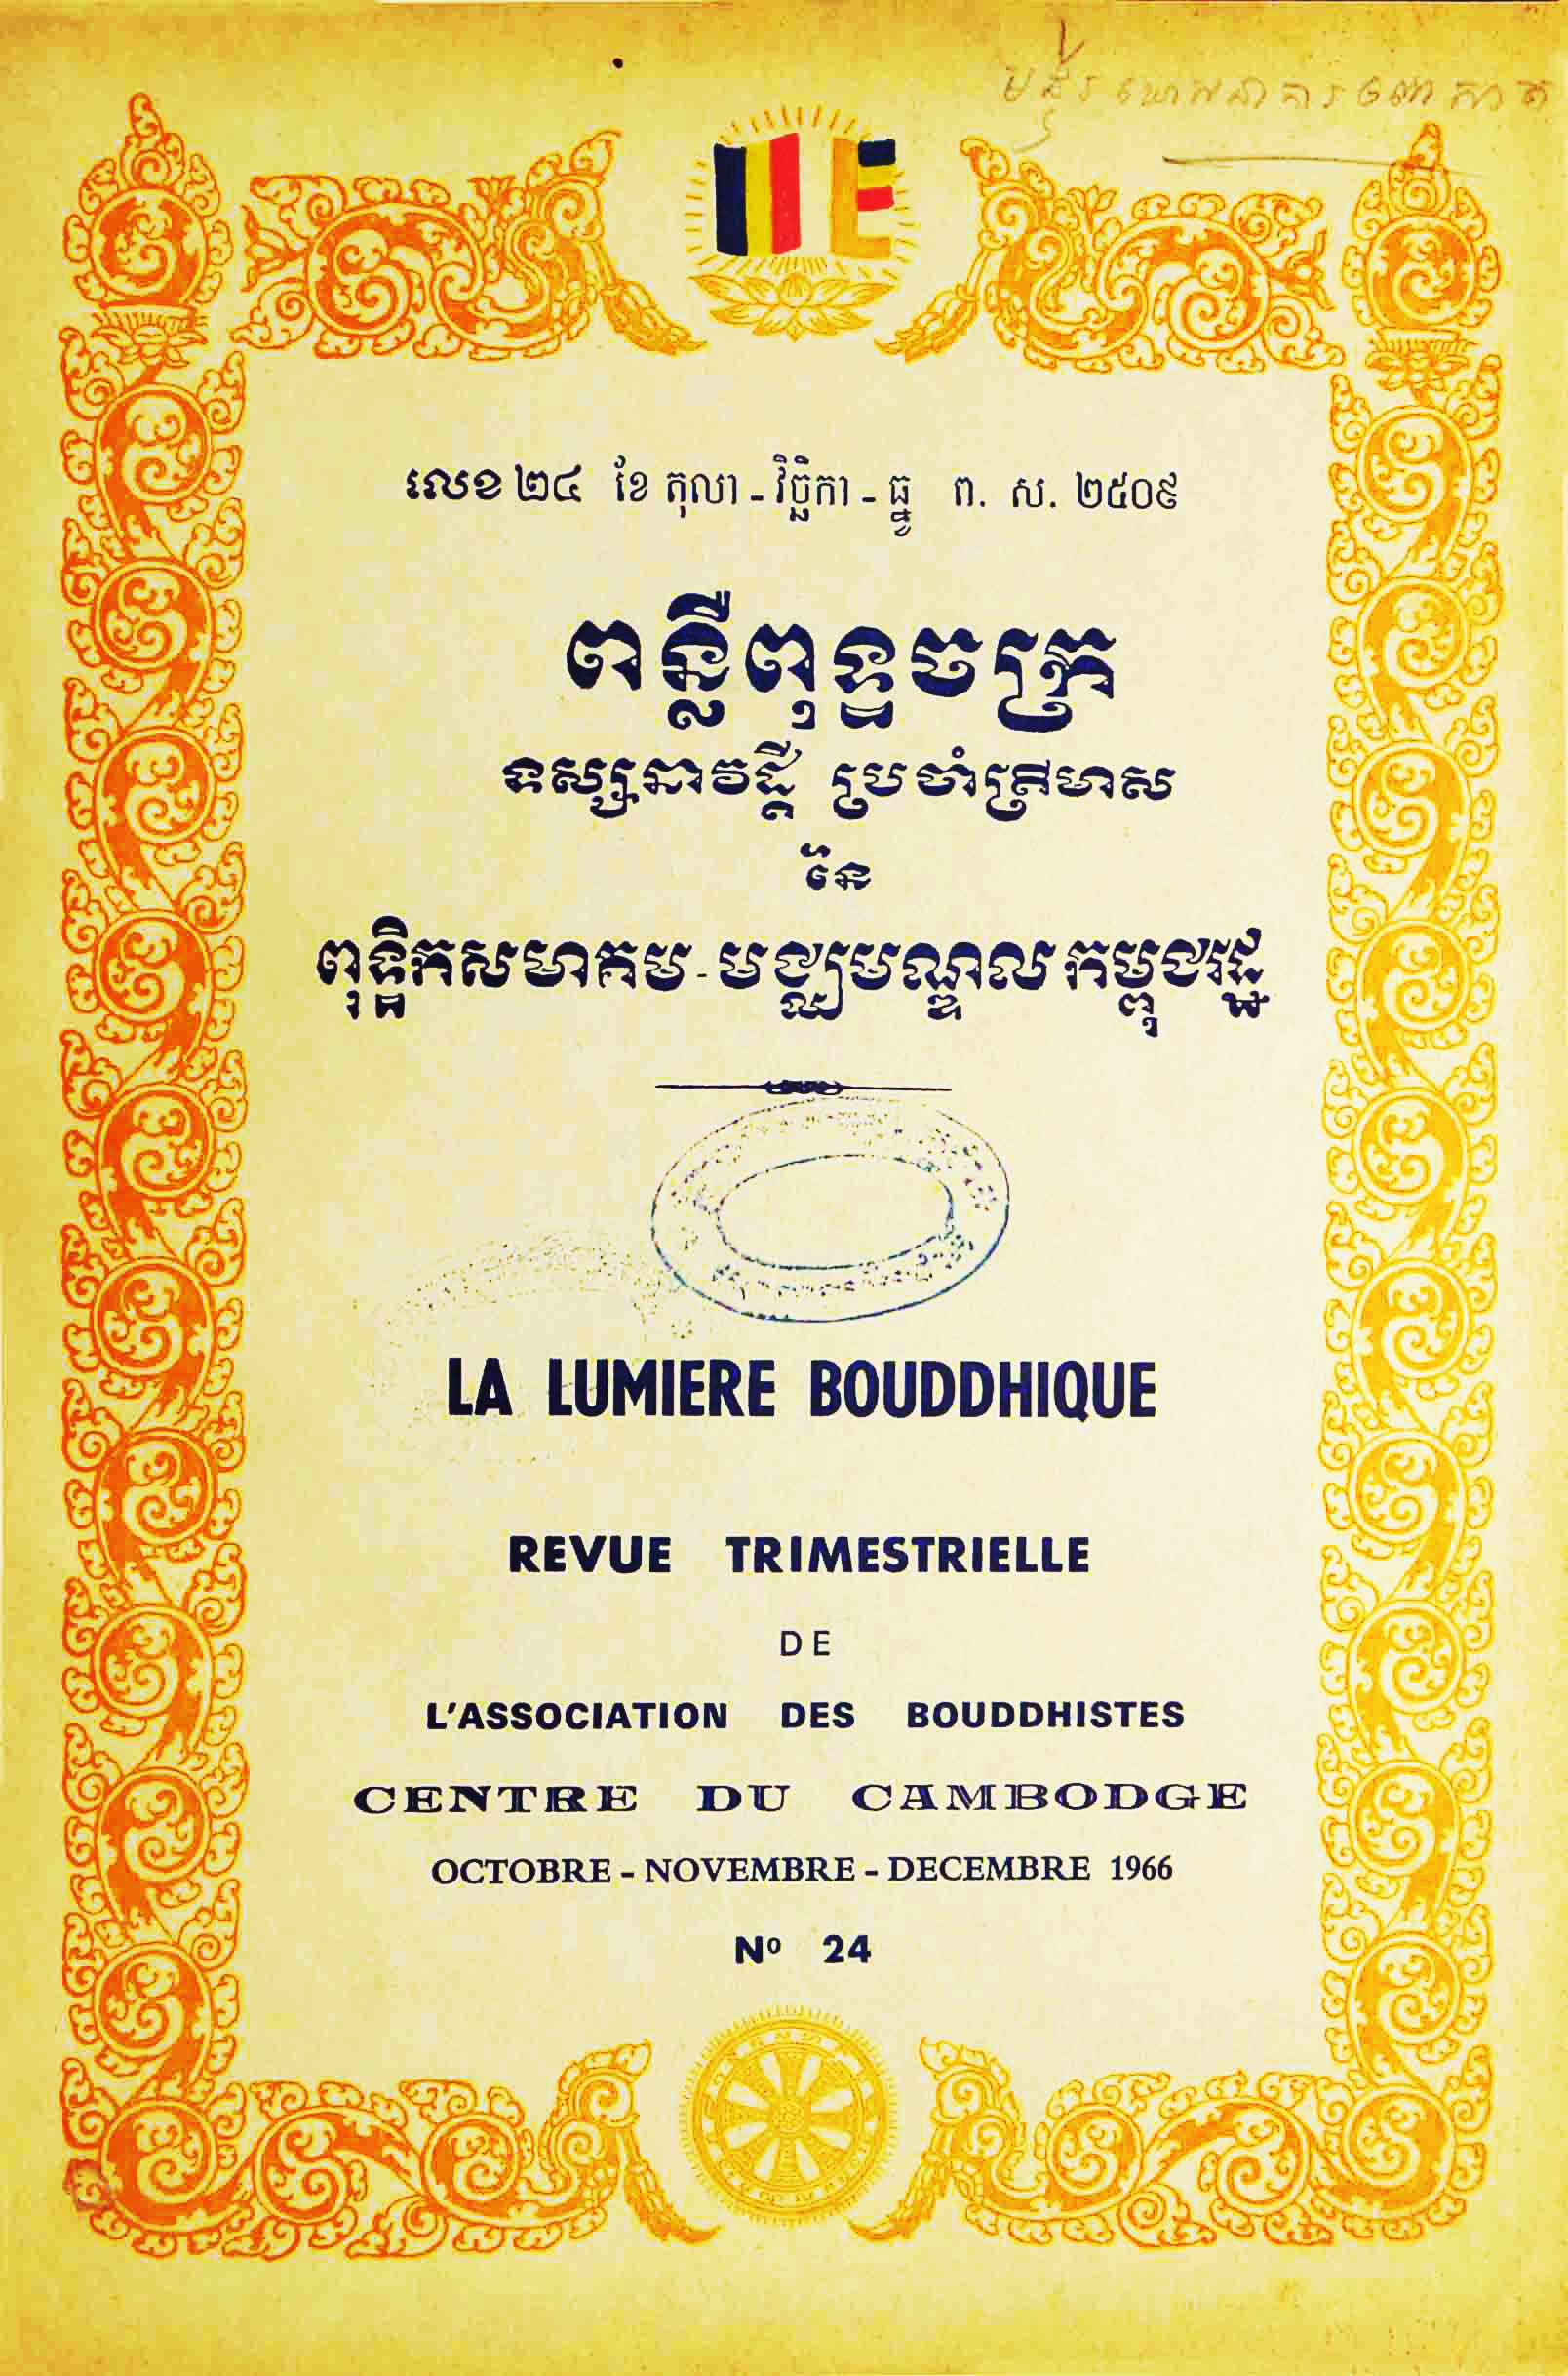 លេខ ២៤ ខែ តុលា - វិច្ឆិកា - ធ្នូ ព. ស. ២៥០៩
ពន្លឺពុទ្ធចក្រ
ទស្សនាវដ្ដី ប្រចាំត្រីមាស
នៃ
ពុទ្ធិកសមាគម-មជ្ឈមណ្ឌលកម្ពុជរដ្ឋ
LA LUMIERE BOUDDHIQUE
REVUE TRIMESTRIELLE
DE
L'ASSOCIATION DES BOUDDHISTES
CENTRE DU CAMBODGE
OCTOBRE - NOVEMBRE - DECEMBRE 1966
Nº 24